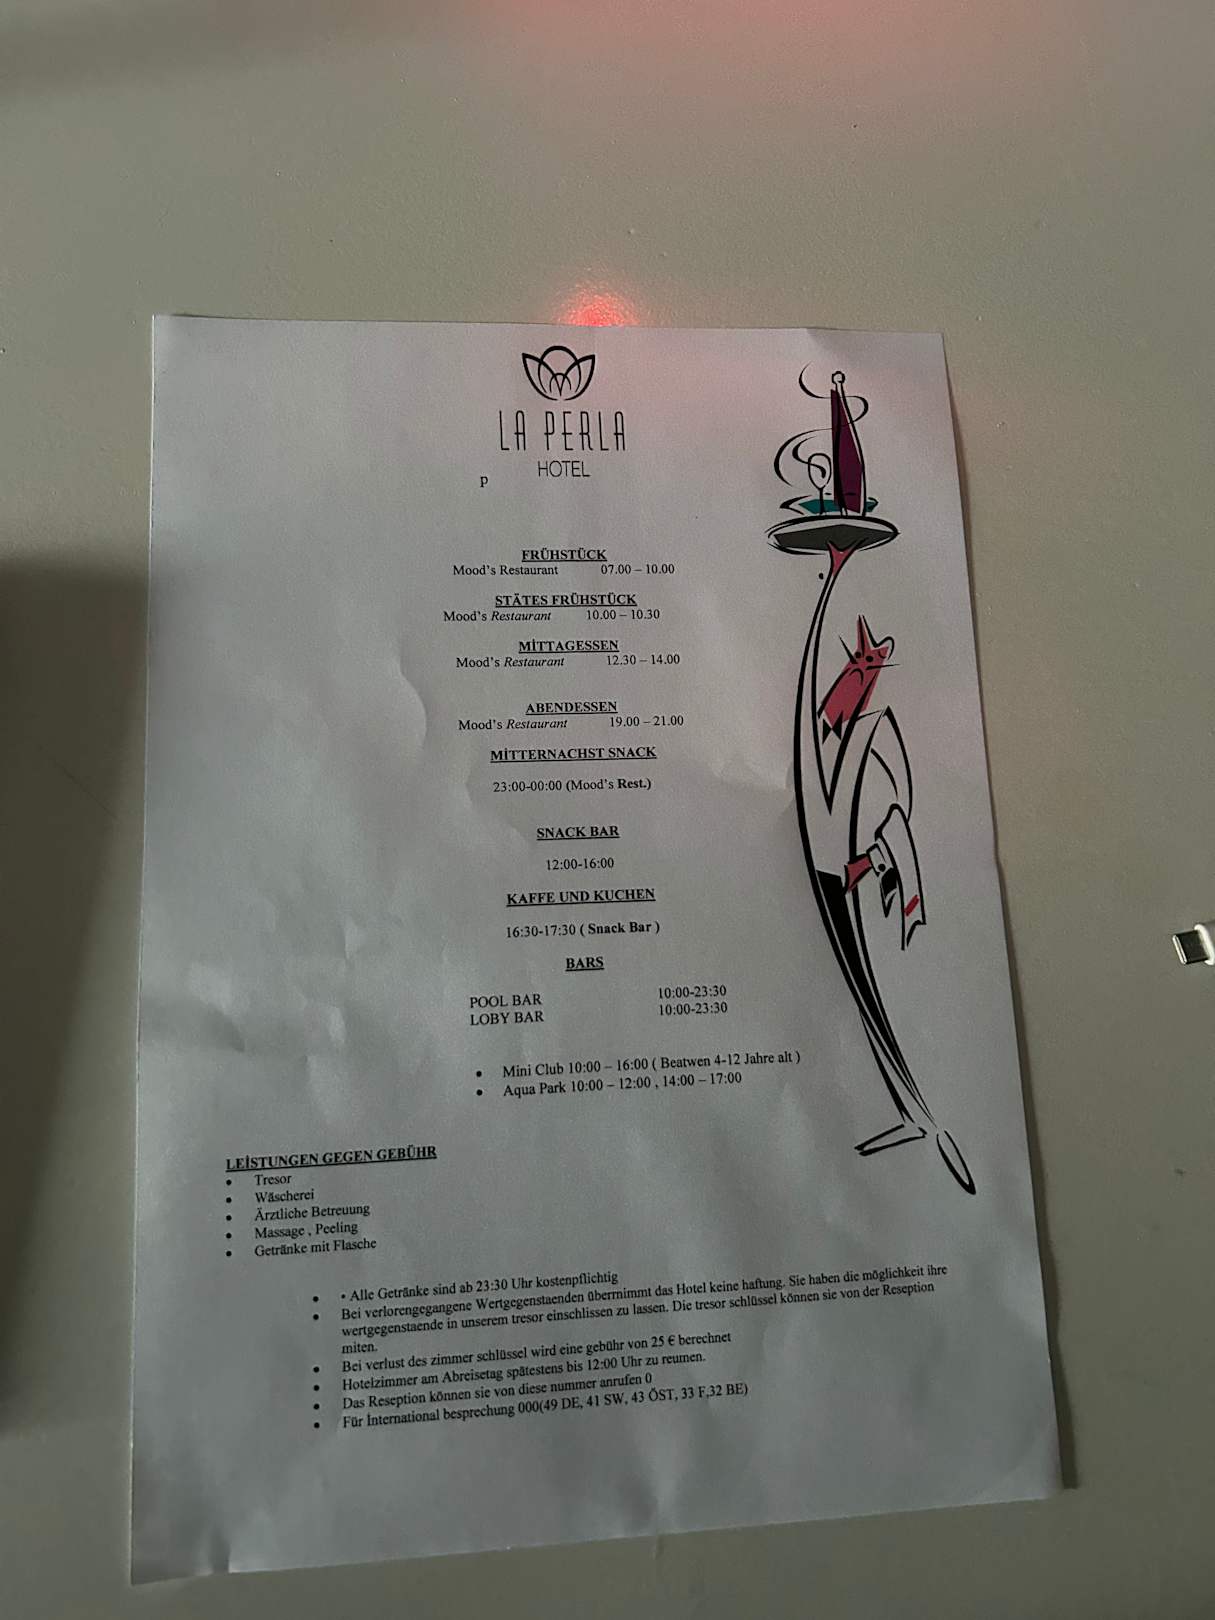 LA PERLA
HOTEL
p
FRÜHSTÜCK
Mood's Restaurant 07.00 – 10.00
STÄTES FRÜHSTÜCK
Mood's Restaurant 10.00 – 10.30
MİTTAGESSEN
Mood's Restaurant 12.30 – 14.00
ABENDESSEN
Mood's Restaurant 19.00 – 21.00
MİTTERNACHST SNACK
23:00-00:00 (Mood's Rest.)
SNACK BAR
12:00-16:00
KAFFE UND KUCHEN
16:30-17:30 ( Snack Bar )
BARS
POOL BAR 10:00-23:30
LOBY BAR 10:00-23:30
• Mini Club 10:00 – 16:00 ( Beatwen 4-12 Jahre alt )
• Aqua Park 10:00 – 12:00 , 14:00 – 17:00
LEİSTUNGEN GEGEN GEBÜHR
• Tresor
• Wäscherei
• Ärztliche Betreuung
• Massage , Peeling
• Getränke mit Flasche
• • Alle Getränke sind ab 23:30 Uhr kostenpflichtig
• Bei verlorengegangene Wertgegenstaenden übernimmt das Hotel keine haftung. Sie haben die möglichkeit ihre
wertgegenstaende in unserem tresor einschlissen zu lassen. Die tresor schlüssel können sie von der Reseption
miten.
• Bei verlust des zimmer schlüssel wird eine gebühr von 25 € berechnet
• Hotelzimmer am Abreisetag spätestens bis 12:00 Uhr zu reumen.
• Das Reseption können sie von diese nummer anrufen 0
• Für İnternational besprechung 000(49 DE, 41 SW, 43 ÖST, 33 F,32 BE)